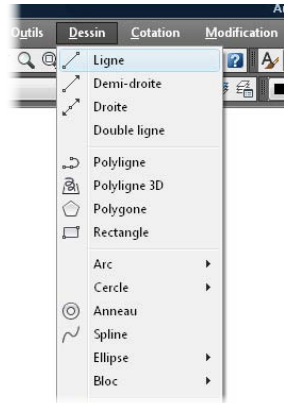 Outils Dessin Cotation Modification
Ligne
Demi-droite
Droite
Double ligne
Polyligne
Polyligne 3D
Polygone
Rectangle
Arc
Cercle
Anneau
Spline
Ellipse
Bloc